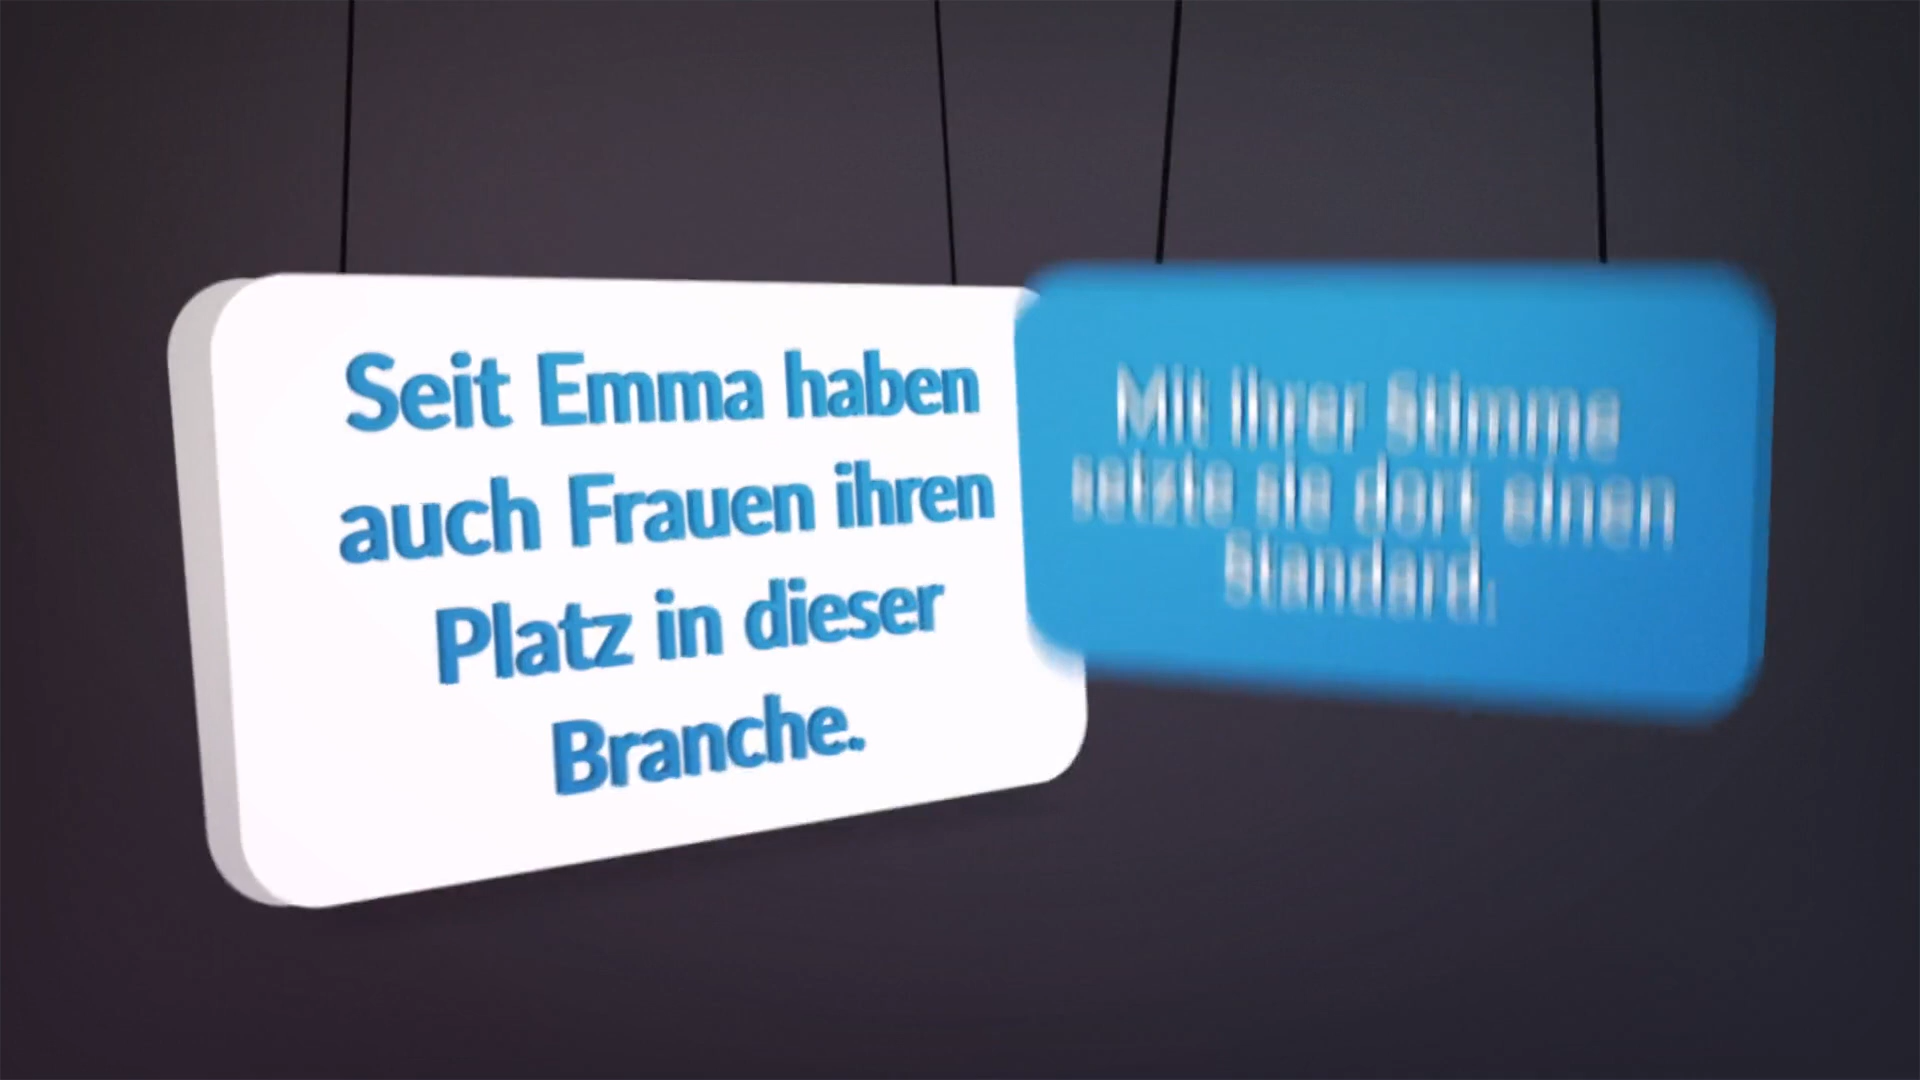 Seit Emma haben
auch Frauen ihren
Platz in dieser
Branche.
Mit Ihrer Stimme
setzte sie dort einen
Standard.